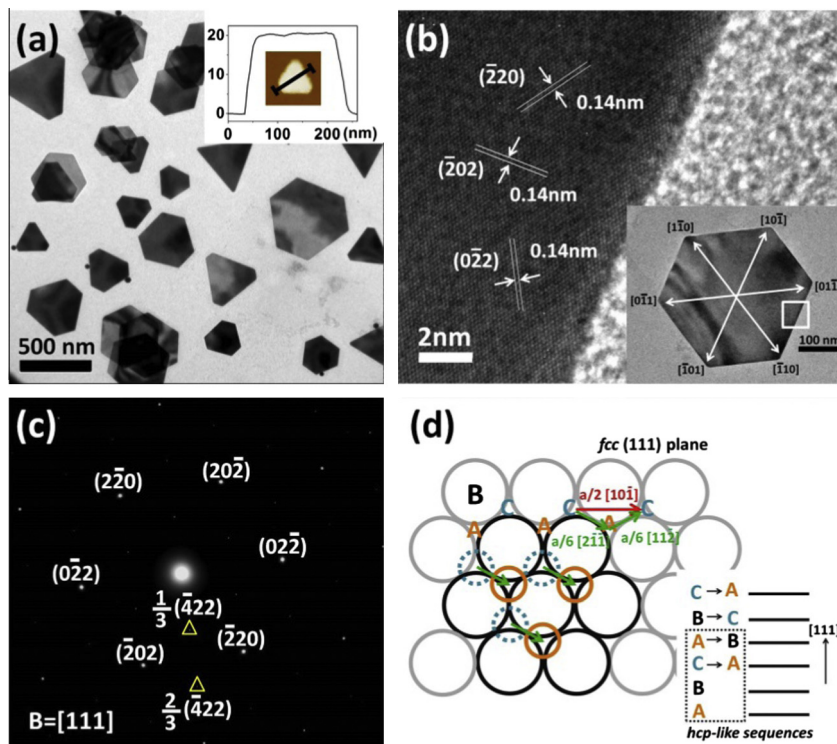 (a)
20
10
0
0 100 200 (nm)
500 nm
(b)
(2̅20)
0.14nm
(2̅02)
0.14nm
(02̅2)
0.14nm
2nm
[11̅0]
[101̅]
[01̅1]
[011̅]
[1̅01]
[1̅10]
100 nm
(c)
(22̅0)
(202̅)
(02̅2)
(022̅)
1/3 (4̅22)
(2̅02)
(2̅20)
2/3 (4̅22)
B=[111]
(d)
fcc (111) plane
B
C
C
a/2 [101̅]
C
A
A
A
a/6 [21̅1̅]
a/6 [112̅]
C → A
B → C
A → B
C → A
B
A
[111]
hcp-like sequences